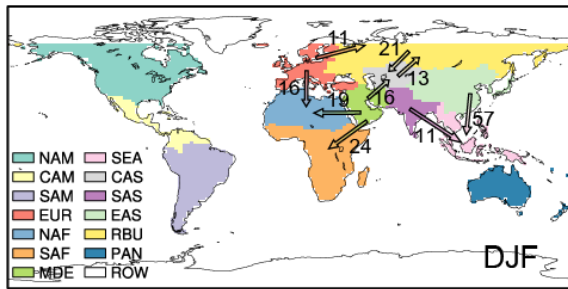 11
21
13
16
19
16
57
11
24
NAM SEA
CAM CAS
SAM SAS
EUR EAS
NAF RBU
SAF PAN
MDE ROW
DJF